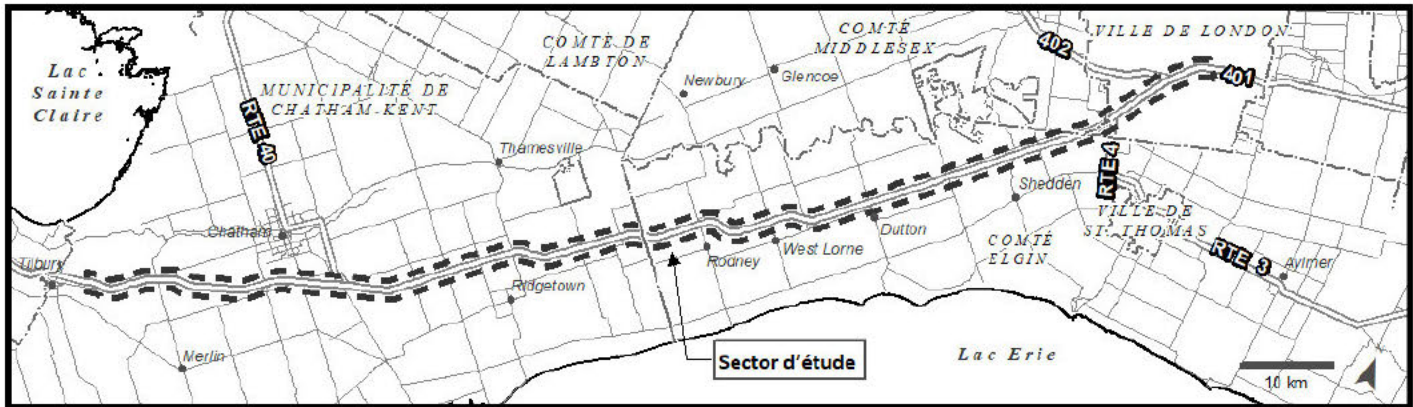 Lac
Sainte
Claire
RTE 40
MUNICIPALITÉ DE
CHATHAM-KENT
COMTÉ DE
LAMBTON
COMTÉ
MIDDLESEX
402
VILLE DE LONDON
401
Newbury
Glencoe
Thamesville
Chatham
Tilbury
Merlin
Ridgetown
Rodney
West Lorne
Dutton
Shedden
RTE 4
COMTÉ
ELGIN
VILLE DE
ST. THOMAS
RTE 3
Aylmer
Sector d'étude
Lac Erie
10 km